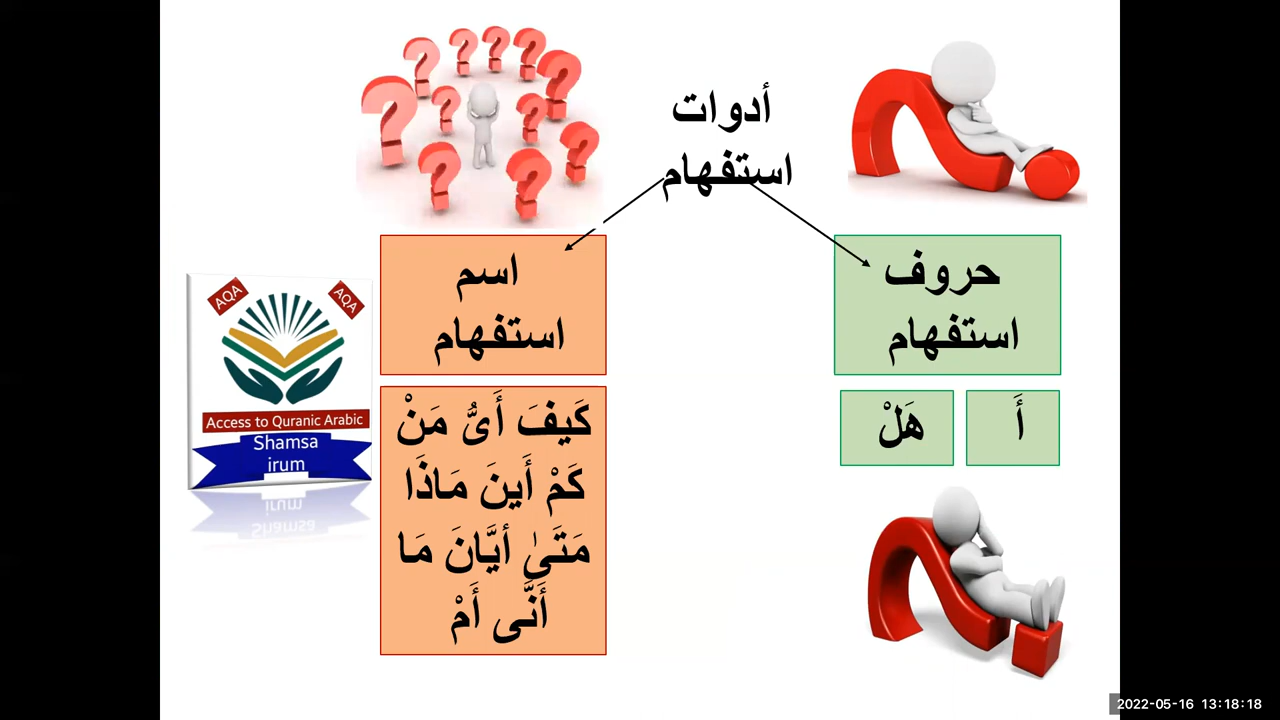 أدوات
استفهام
حروف
استفهام
أَ
هَلْ
اسم
استفهام
كَيفَ أَىُّ مَنْ
كَمْ أَينَ مَاذَا
مَتَىٰ أيَّانَ مَا
أَنَّى أَمْ
AQA
AQA
Access to Quranic Arabic
Shamsa
irum
2022-05-16 13:18:18